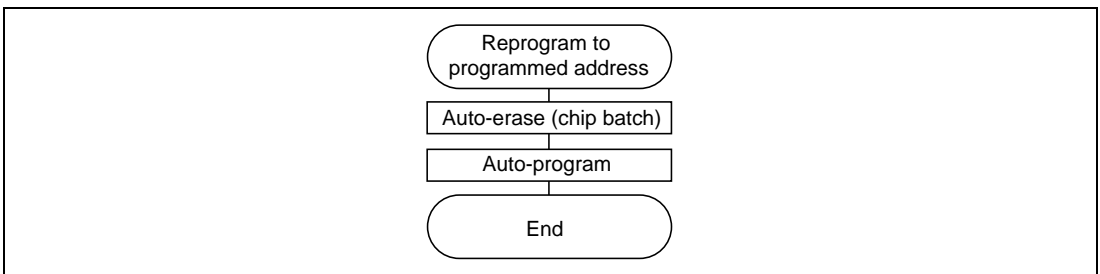 Reprogram to
programmed address
Auto-erase (chip batch)
Auto-program
End